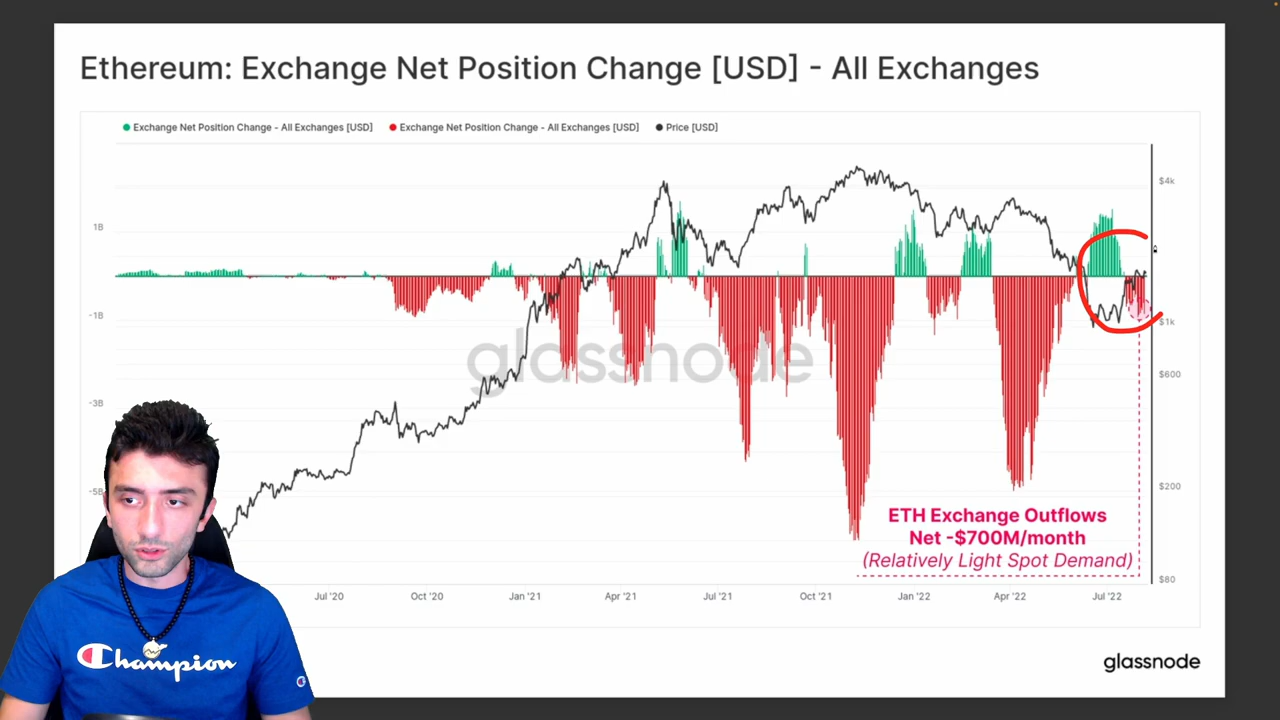 Ethereum: Exchange Net Position Change [USD] - All Exchanges
Exchange Net Position Change - All Exchanges [USD] Exchange Net Position Change - All Exchanges [USD] Price [USD]
$4k
1B
-1B
$1k
glassnode
$600
-3B
-5B
$200
ETH Exchange Outflows
Net -$700M/month
(Relatively Light Spot Demand)
$80
Jul '20 Oct '20 Jan '21 Apr '21 Jul '21 Oct '21 Jan '22 Apr '22 Jul '22
Champion
glassnode